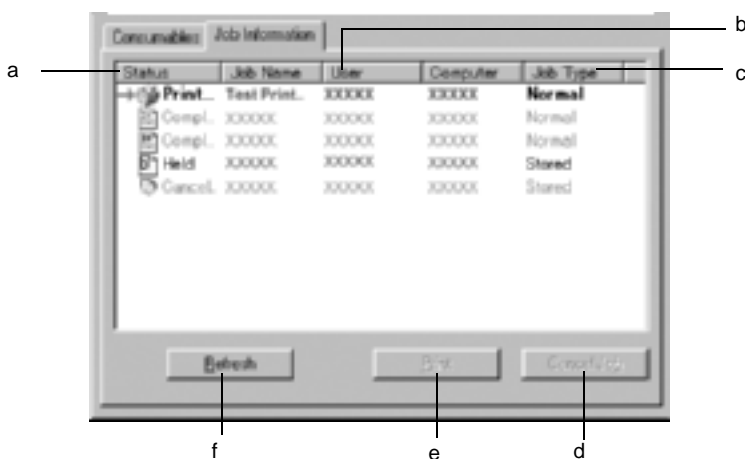 b
Consumables Job Information
a
c
Status Job Name User Computer Job Type
Print... Test Print.. XXXXX XXXXX Normal
Compl.. XXXXX XXXXX XXXXX Normal
Compl.. XXXXX XXXXX XXXXX Normal
Held XXXXX XXXXX XXXXX Stored
Cancel.. XXXXX XXXXX XXXXX Stored
Refresh Print Cancel Job
f e d